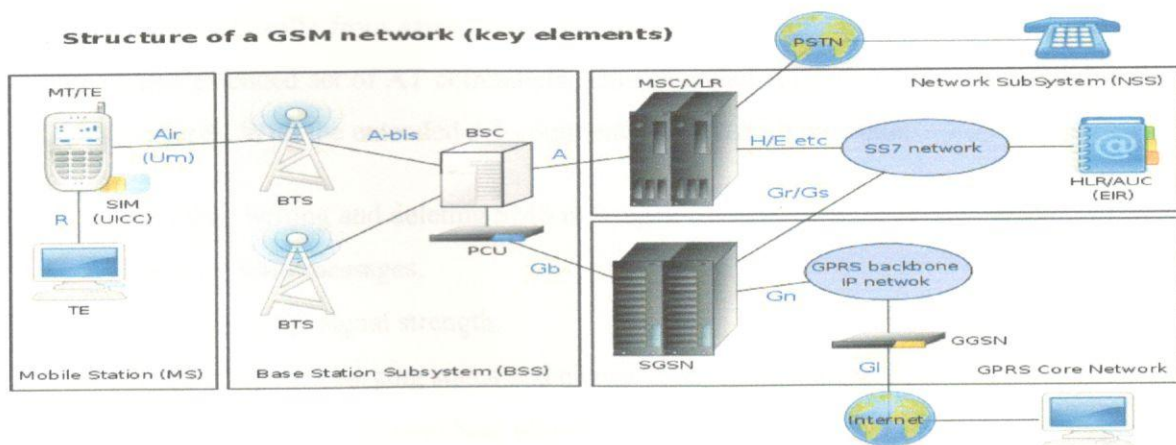 Structure of a GSM network (key elements)
PSTN
MT/TE
MSC/VLR
Network SubSystem (NSS)
Air
(Um)
A-bis
BSC
A
H/E etc
SS7 network
BTS
SIM
(UICC)
R
HLR/AUC
(EIR)
Gr/Gs
PCU
Gb
GPRS backbone
IP netwok
Gn
TE
BTS
SGSN
GGSN
GI
Mobile Station (MS)
Base Station Subsystem (BSS)
GPRS Core Network
Internet